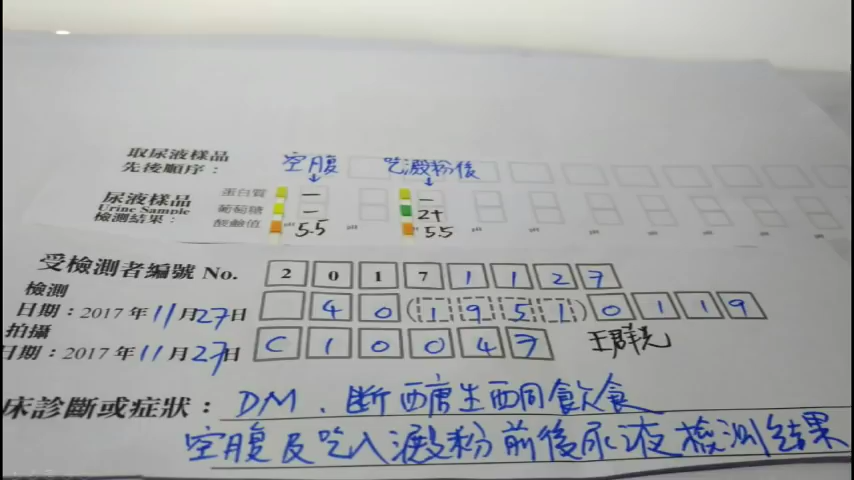 取尿液樣品 空腹 吃澱粉後
先後順序：
尿液樣品 蛋白質 — —
Urine Sample 葡萄糖 — 2+
檢測結果： 酸鹼值 pH 5.5 pH 5.5
受檢測者編號 No. 2 0 1 7 1 1 2 7
檢測
日期：2017 年 11 月 27 日 4 0 (1 9 5 1) 0 1 1 9
拍攝
日期：2017 年 11 月 27 日 C 1 0 0 4 7
床診斷或症狀：DM、斷醣生酮飲食
空腹及吃入澱粉前後尿液檢測結果